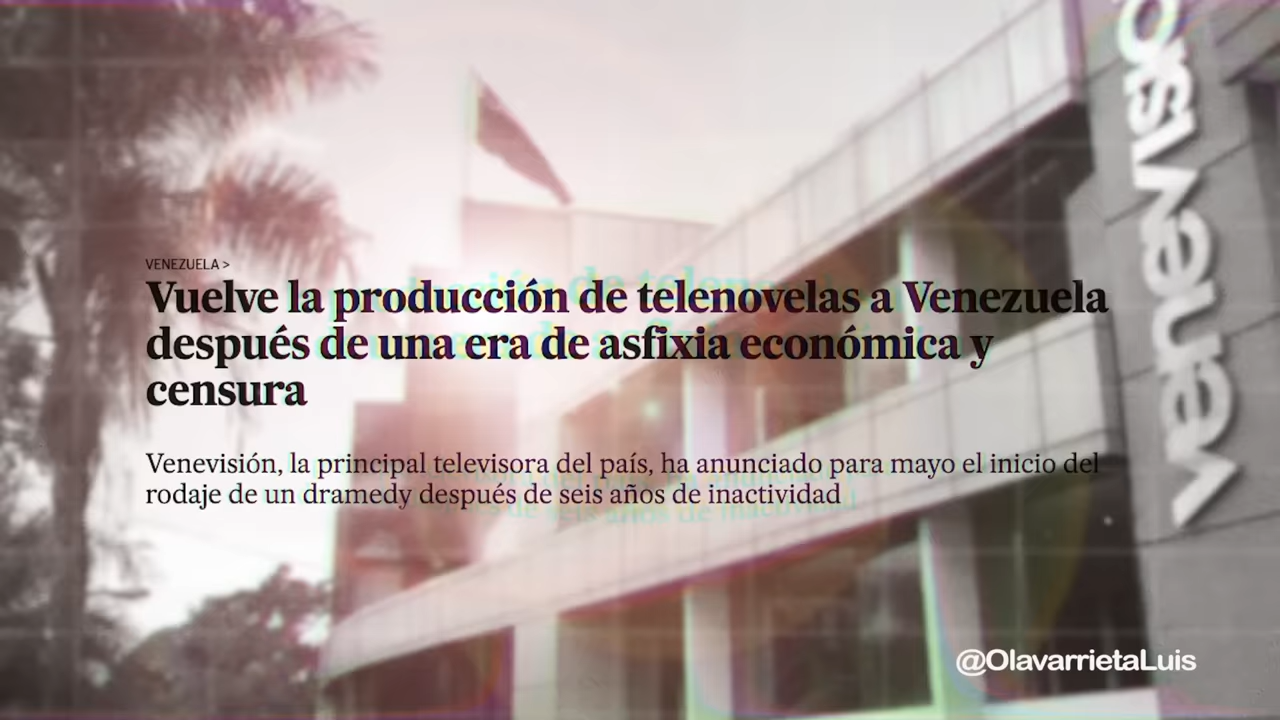 VENEZUELA >
Vuelve la producción de telenovelas a Venezuela
después de una era de asfixia económica y
censura
Venevisión, la principal televisora del país, ha anunciado para mayo el inicio del
rodaje de un dramedy después de seis años de inactividad
venevisio
@OlavarrietaLuis